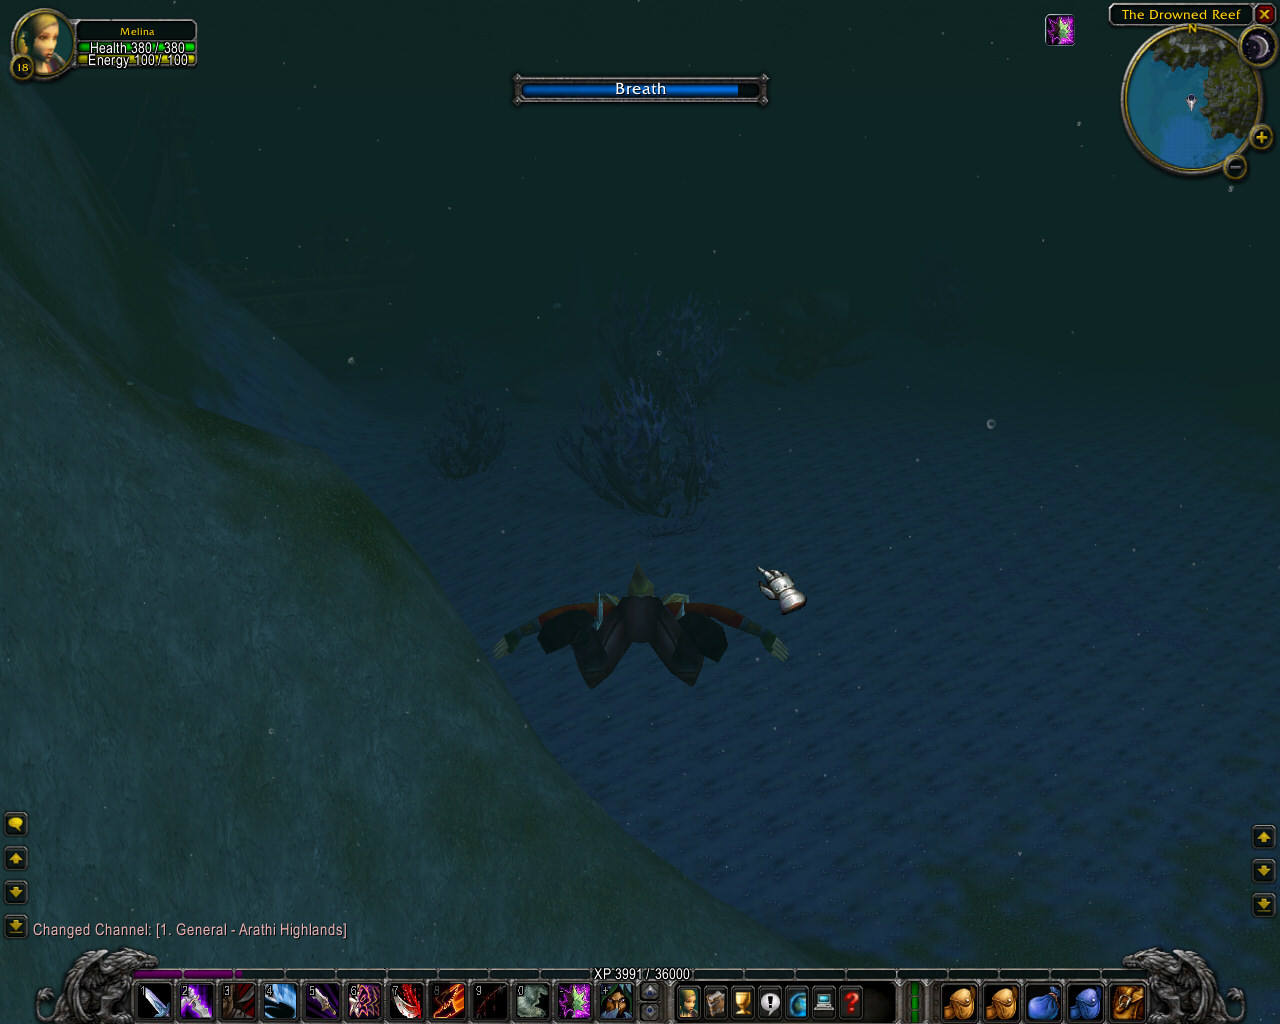 Melina
Health 380 / 380
Energy 100 / 100
18
Breath
The Drowned Reef
N
Changed Channel: [1. General - Arathi Highlands]
XP 3991 / 36000
1 2 3 4 5 6 7 8 9 0 - +